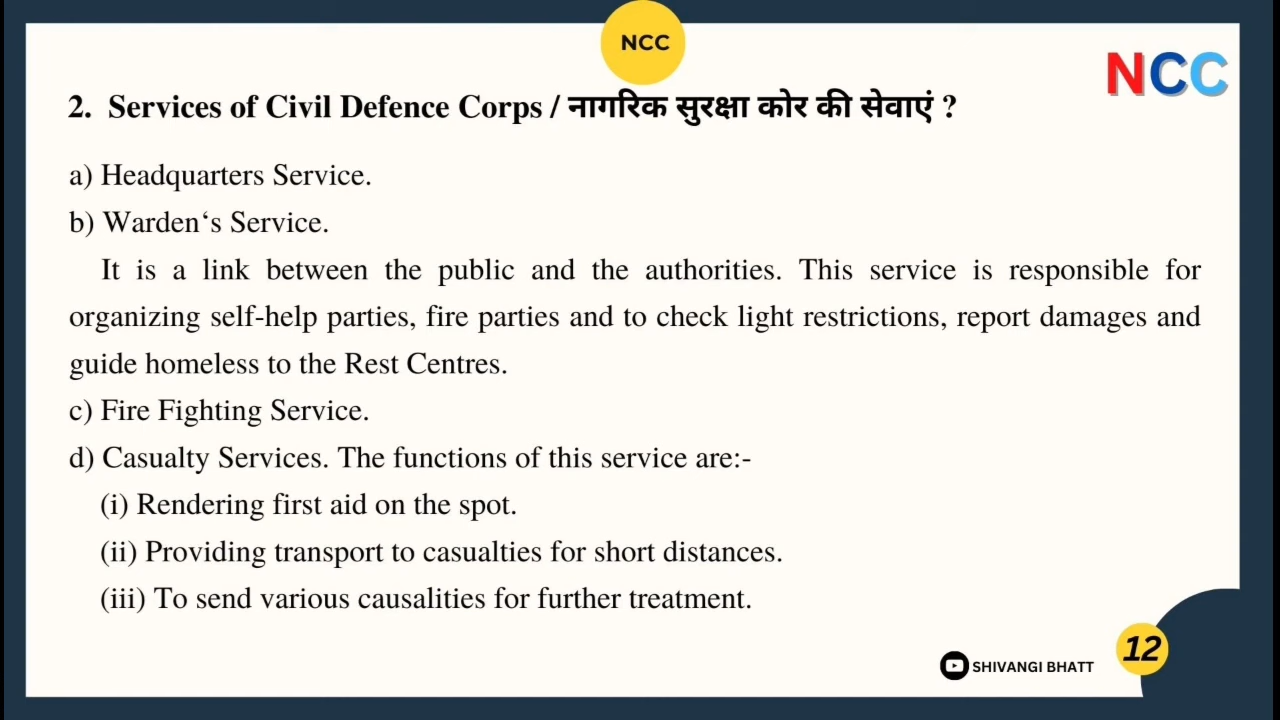 NCC
NCC
2. Services of Civil Defence Corps / नागरिक सुरक्षा कोर की सेवाएं ?
a) Headquarters Service.
b) Warden‘s Service.
It is a link between the public and the authorities. This service is responsible for
organizing self-help parties, fire parties and to check light restrictions, report damages and
guide homeless to the Rest Centres.
c) Fire Fighting Service.
d) Casualty Services. The functions of this service are:-
(i) Rendering first aid on the spot.
(ii) Providing transport to casualties for short distances.
(iii) To send various causalities for further treatment.
12
SHIVANGI BHATT